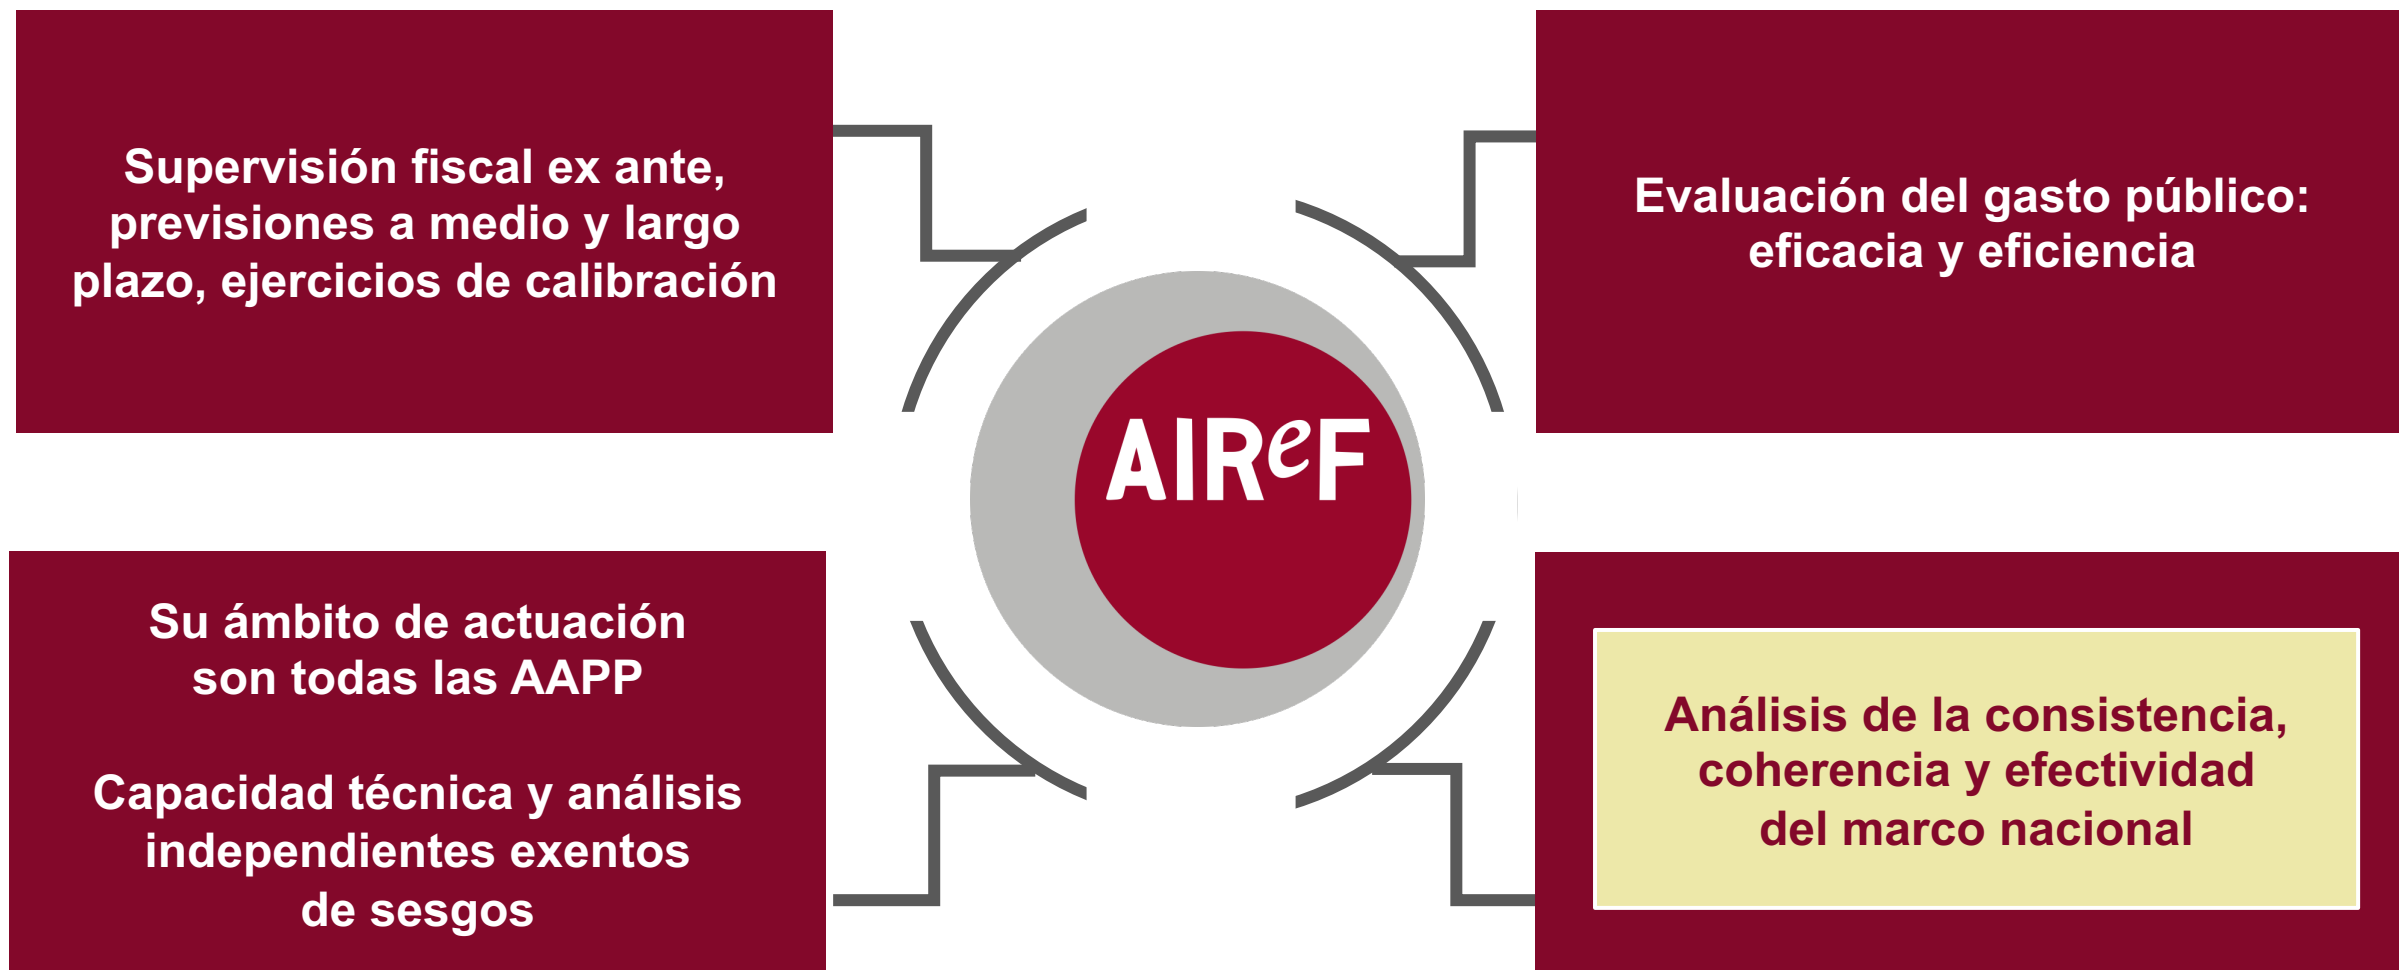 Supervisión fiscal ex ante,
previsiones a medio y largo
plazo, ejercicios de calibración
Evaluación del gasto público:
eficacia y eficiencia
AIReF
Su ámbito de actuación
son todas las AAPP
Capacidad técnica y análisis
independientes exentos
de sesgos
Análisis de la consistencia,
coherencia y efectividad
del marco nacional